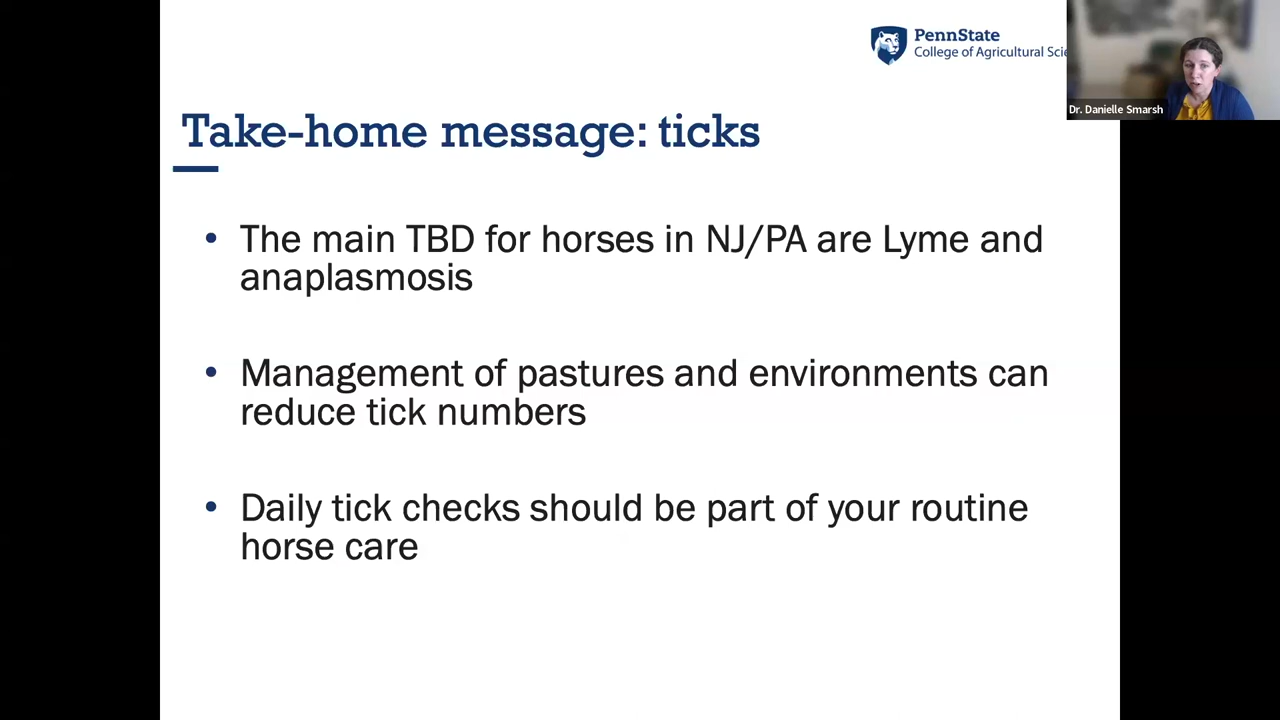 PennState
College of Agricultural Scie
Dr. Danielle Smarsh
Take-home message: ticks
• The main TBD for horses in NJ/PA are Lyme and
anaplasmosis
• Management of pastures and environments can
reduce tick numbers
• Daily tick checks should be part of your routine
horse care